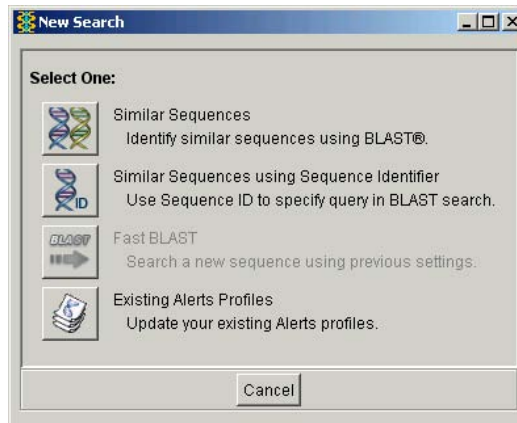 New Search
Select One:
Similar Sequences
Identify similar sequences using BLAST®.
ID
Similar Sequences using Sequence Identifier
Use Sequence ID to specify query in BLAST search.
BLAST
Fast BLAST
Search a new sequence using previous settings.
Existing Alerts Profiles
Update your existing Alerts profiles.
Cancel